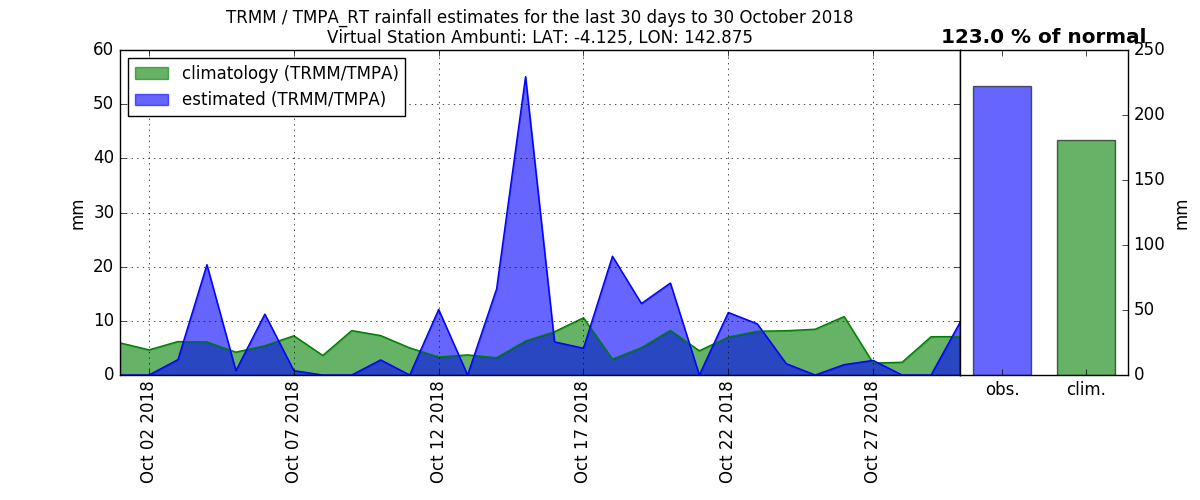 TRMM / TMPA_RT rainfall estimates for the last 30 days to 30 October 2018
Virtual Station Ambunti: LAT: -4.125, LON: 142.875
123.0 % of normal
climatology (TRMM/TMPA)
estimated (TRMM/TMPA)
60
50
40
30
20
10
0
mm
Oct 02 2018
Oct 07 2018
Oct 12 2018
Oct 17 2018
Oct 22 2018
Oct 27 2018
obs.
clim.
250
200
150
100
50
0
mm